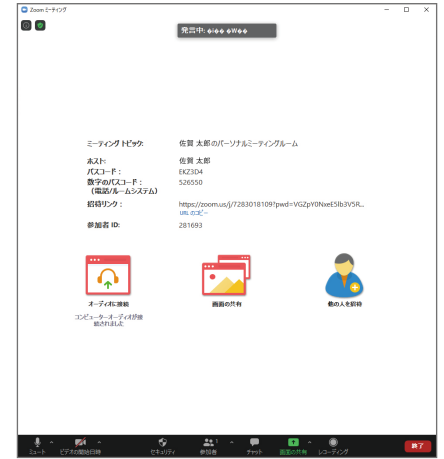 Zoom ミーティング
発言中: �i�� �W��
ミーティング トピック: 佐賀 太郎のパーソナルミーティングルーム
ホスト: 佐賀 太郎
パスコード： EKZ3D4
数字のパスコード： 526550
（電話/ルームシステム）
招待リンク： https://zoom.us/j/7283018109?pwd=VGZpY0NxeE5lb3V5R...
URL のコピー
参加者 ID: 281693
オーディオに接続 画面の共有 他の人を招待
コンピューターオーディオが接
続されました
ミュート ビデオの開始日時 セキュリティ 参加者 1 チャット 画面の共有 レコーディング 終了